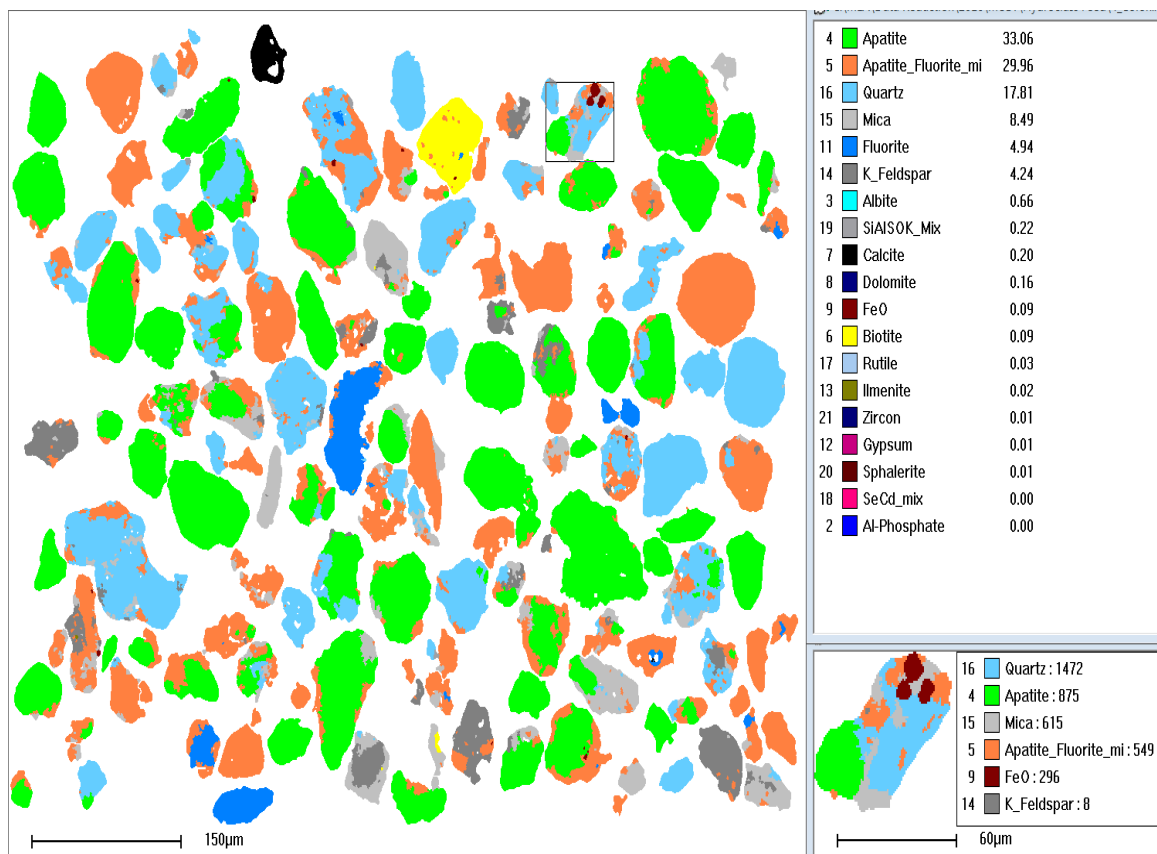 4 Apatite 33.06
5 Apatite_Fluorite_mi 29.96
16 Quartz 17.81
15 Mica 8.49
11 Fluorite 4.94
14 K_Feldspar 4.24
3 Albite 0.66
19 SiAlSOK_Mix 0.22
7 Calcite 0.20
8 Dolomite 0.16
9 FeO 0.09
6 Biotite 0.09
17 Rutile 0.03
13 Ilmenite 0.02
21 Zircon 0.01
12 Gypsum 0.01
20 Sphalerite 0.01
18 SeCd_mix 0.00
2 Al-Phosphate 0.00
16 Quartz : 1472
4 Apatite : 875
15 Mica : 615
5 Apatite_Fluorite_mi : 549
9 FeO : 296
14 K_Feldspar : 8
150µm
60µm